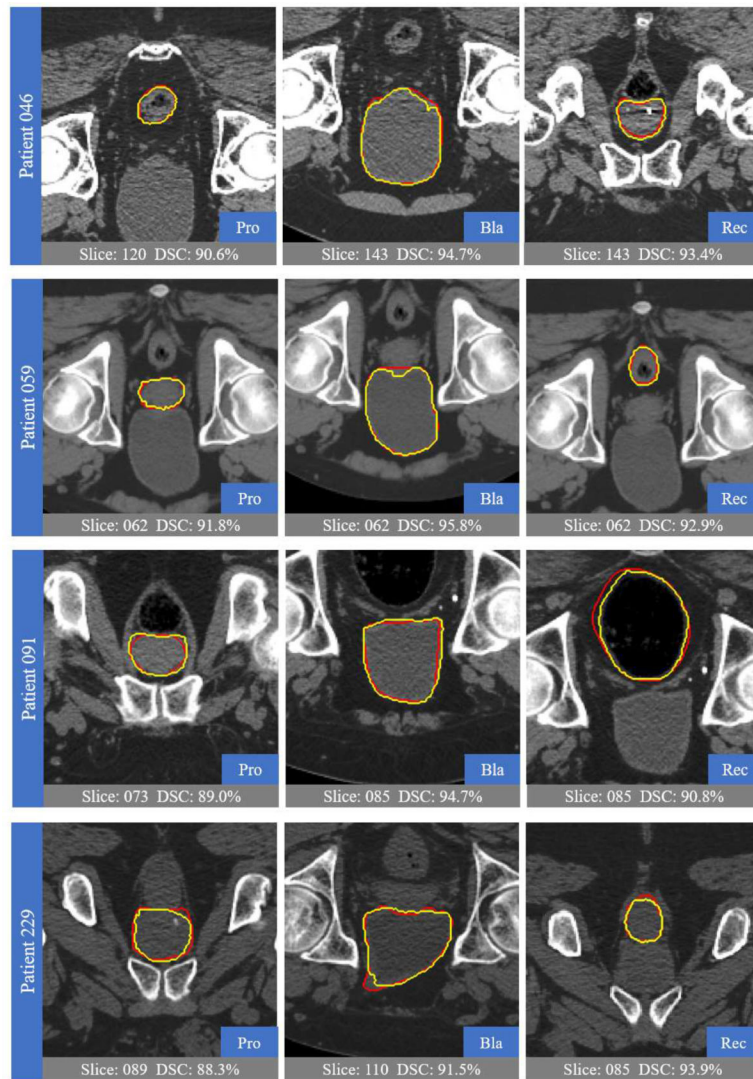 Patient 046
Pro
Bla
Rec
Slice: 120 DSC: 90.6%
Slice: 143 DSC: 94.7%
Slice: 143 DSC: 93.4%
Patient 059
Pro
Bla
Rec
Slice: 062 DSC: 91.8%
Slice: 062 DSC: 95.8%
Slice: 062 DSC: 92.9%
Patient 091
Pro
Bla
Rec
Slice: 073 DSC: 89.0%
Slice: 085 DSC: 94.7%
Slice: 085 DSC: 90.8%
Patient 229
Pro
Bla
Rec
Slice: 089 DSC: 88.3%
Slice: 110 DSC: 91.5%
Slice: 085 DSC: 93.9%